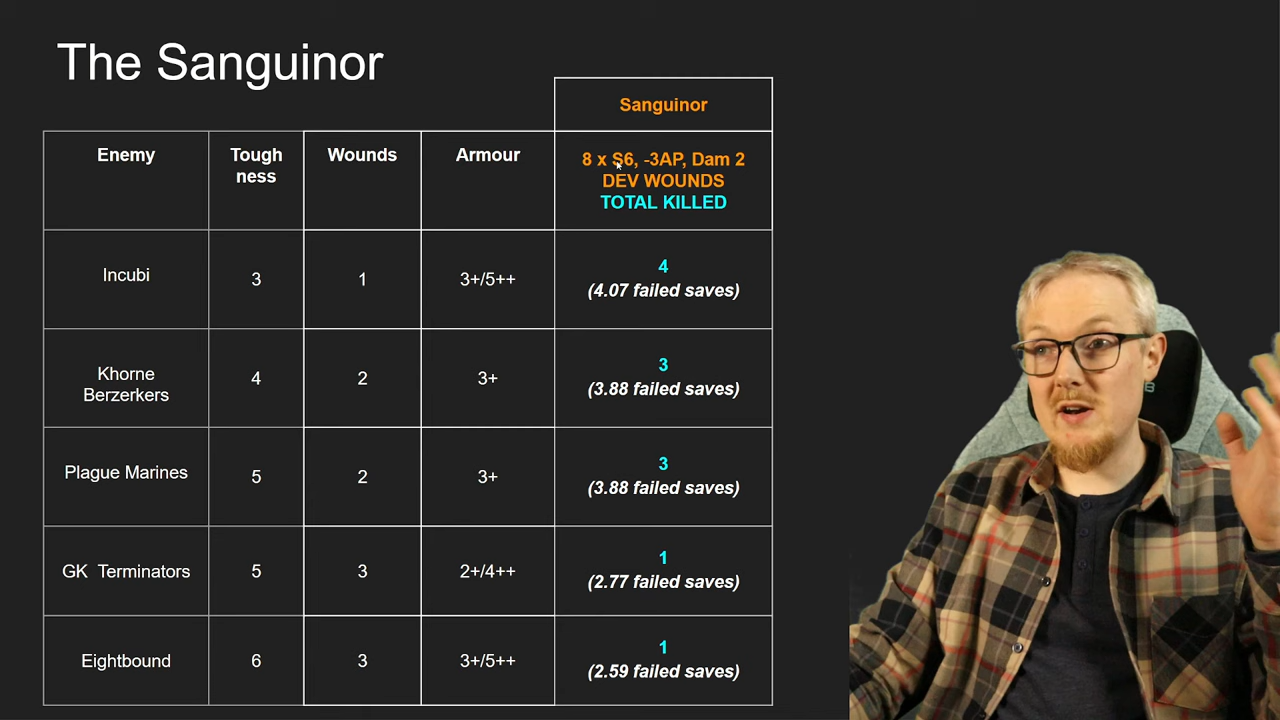 The Sanguinor
Sanguinor
Enemy
Tough
ness
Wounds
Armour
8 x S6, -3AP, Dam 2
DEV WOUNDS
TOTAL KILLED
Incubi
3
1
3+/5++
4
(4.07 failed saves)
Khorne
Berzerkers
4
2
3+
3
(3.88 failed saves)
Plague Marines
5
2
3+
3
(3.88 failed saves)
GK Terminators
5
3
2+/4++
1
(2.77 failed saves)
Eightbound
6
3
3+/5++
1
(2.59 failed saves)